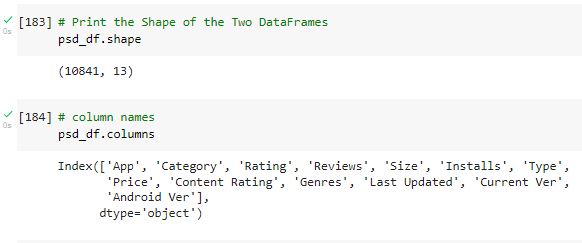 [183] # Print the Shape of the Two DataFrames
0s psd_df.shape
(10841, 13)
[184] # column names
0s psd_df.columns
Index(['App', 'Category', 'Rating', 'Reviews', 'Size', 'Installs', 'Type',
'Price', 'Content Rating', 'Genres', 'Last Updated', 'Current Ver',
'Android Ver'],
dtype='object')